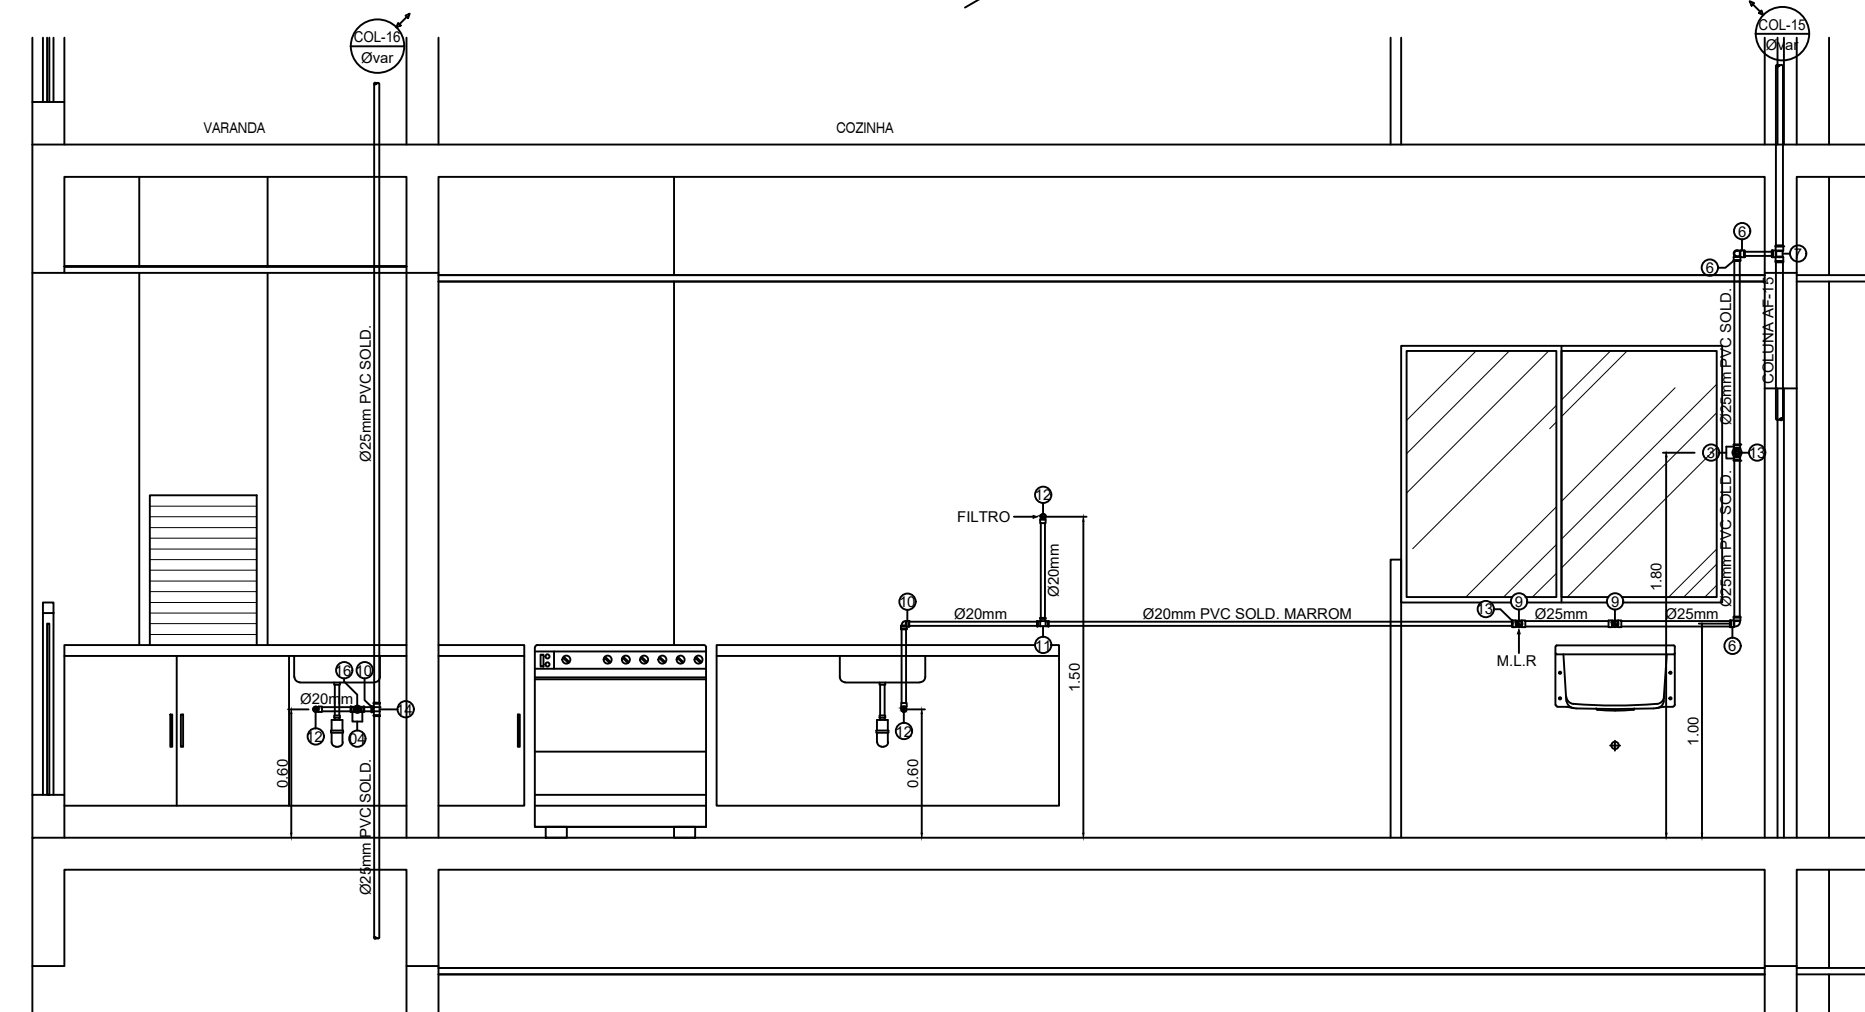 COL-16
Øvar
COL-15
Øvar
VARANDA
COZINHA
6
7
6
COLUNA AF-15
Ø25mm PVC SOLD.
Ø25mm PVC SOLD.
3
13
12
FILTRO
Ø20mm
1.80
Ø25mm PVC SOLD.
10
Ø20mm
Ø20mm PVC SOLD. MARROM
13
9
Ø25mm
9
Ø25mm
11
6
M.L.R
16
10
Ø20mm
14
1.50
12
04
12
1.00
0.60
0.60
Ø25mm PVC SOLD.